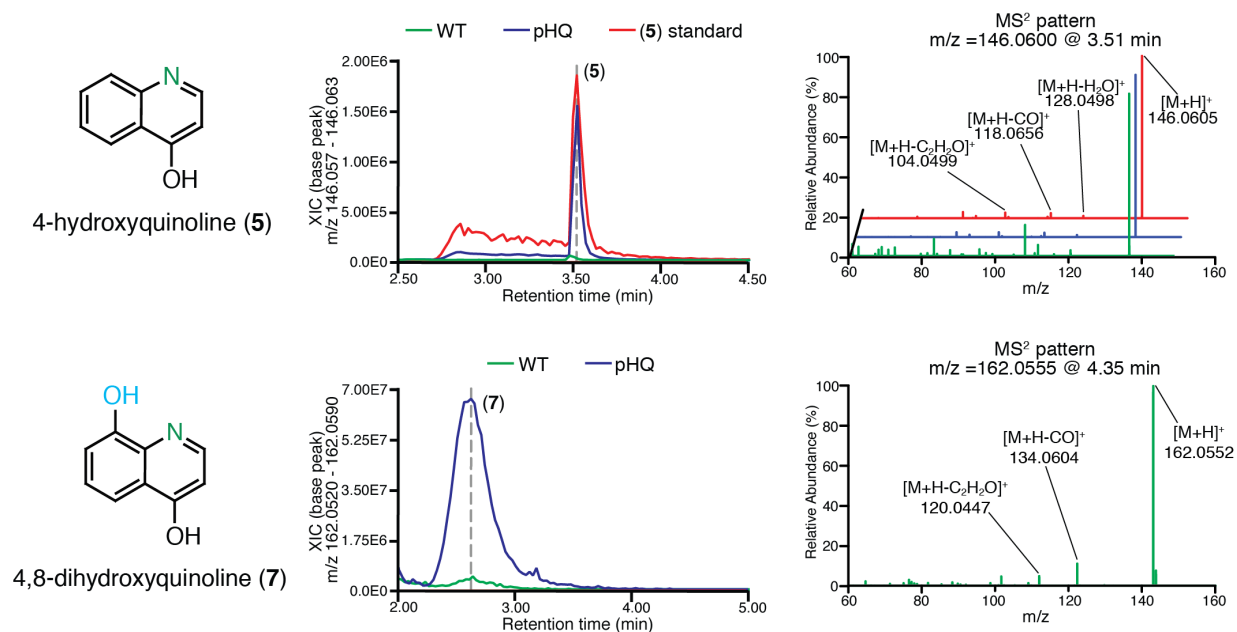 N
OH
4-hydroxyquinoline (5)
WT pHQ (5) standard
XIC (base peak)
m/z 146.057 - 146.063
2.00E6
1.50E6
1.00E6
5.00E5
0.0E0
(5)
2.50 3.00 3.50 4.00 4.50
Retention time (min)
MS² pattern
m/z =146.0600 @ 3.51 min
Relative Abundance (%)
100
80
60
40
20
0
[M+H-H₂O]⁺
128.0498
[M+H-CO]⁺
118.0656
[M+H-C₂H₂O]⁺
104.0499
[M+H]⁺
146.0605
60 80 100 120 140 160
m/z
OH
N
OH
4,8-dihydroxyquinoline (7)
WT pHQ
XIC (base peak)
m/z 162.0520 - 162.0590
7.00E7
5.25E7
3.50E7
1.75E6
0.0E0
(7)
2.00 3.00 4.00 5.00
Retention time (min)
MS² pattern
m/z =162.0555 @ 4.35 min
Relative Abundance (%)
100
80
60
40
20
0
[M+H]⁺
162.0552
[M+H-CO]⁺
134.0604
[M+H-C₂H₂O]⁺
120.0447
60 80 100 120 140 160
m/z